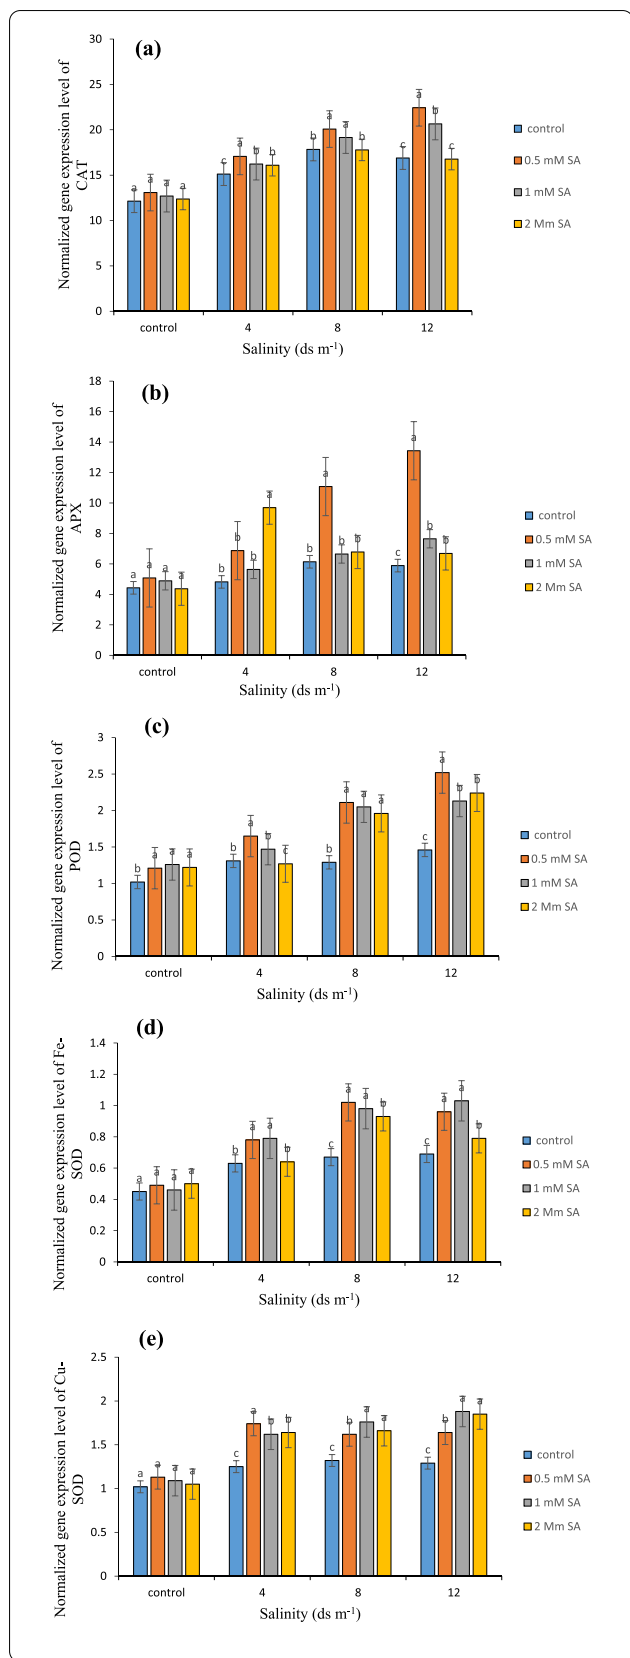 (a)
Normalized gene expression level of
CAT
30
25
20
15
10
5
0
a a a a
c a b b
b a a b
c a b c
control 4 8 12
Salinity (ds m-1)
control
0.5 mM SA
1 mM SA
2 Mm SA
(b)
Normalized gene expression level of
APX
18
16
14
12
10
8
6
4
2
0
a a a a
b b b a
b a b b
c a b b
control 4 8 12
Salinity (ds m-1)
control
0.5 mM SA
1 mM SA
2 Mm SA
(c)
Normalized gene expression level of
POD
3
2.5
2
1.5
1
0.5
0
b a a a
b a b c
b a a a
c a b b
control 4 8 12
Salinity (ds m-1)
control
0.5 mM SA
1 mM SA
2 Mm SA
(d)
Normalized gene expression level of Fe-
SOD
1.4
1.2
1
0.8
0.6
0.4
0.2
0
a a a a
b a a b
c a a b
c a a b
control 4 8 12
Salinity (ds m-1)
control
0.5 mM SA
1 mM SA
2 Mm SA
(e)
Normalized gene expression level of Cu-
SOD
2.5
2
1.5
1
0.5
0
a a a a
c a b b
c b a a
c b a a
control 4 8 12
Salinity (ds m-1)
control
0.5 mM SA
1 mM SA
2 Mm SA